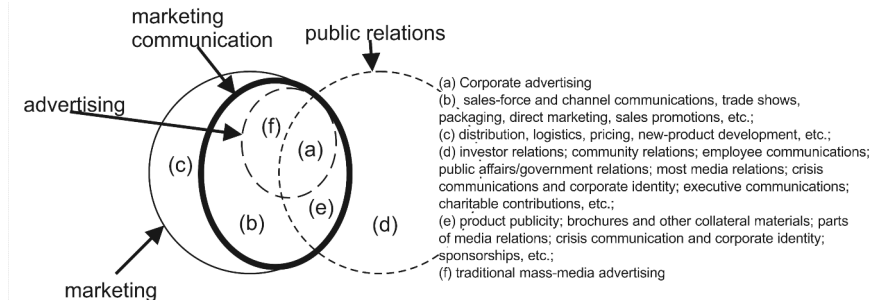 marketing
communication
public relations
advertising
(f)
(a)
(c)
(e)
(b)
(d)
marketing
(a) Corporate advertising
(b) sales-force and channel communications, trade shows,
packaging, direct marketing, sales promotions, etc.;
(c) distribution, logistics, pricing, new-product development, etc.;
(d) investor relations; community relations; employee communications;
public affairs/government relations; most media relations; crisis
communications and corporate identity; executive communications;
charitable contributions, etc.;
(e) product publicity; brochures and other collateral materials; parts
of media relations; crisis communication and corporate identity;
sponsorships, etc.;
(f) traditional mass-media advertising